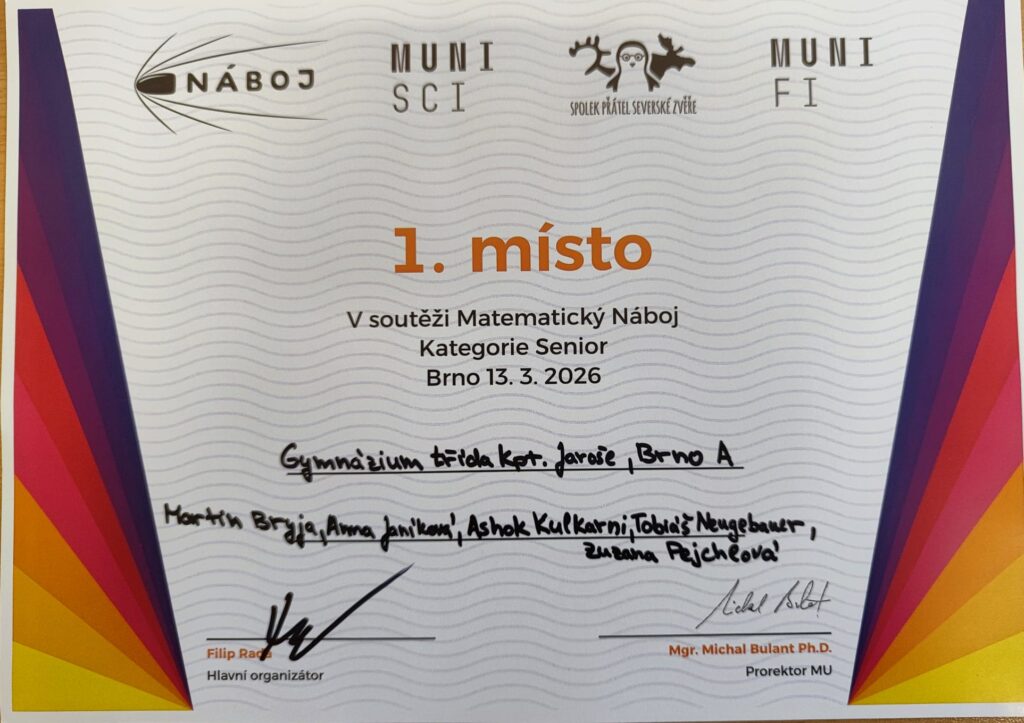 NÁBOJ
MUNI
SCI
SPOLEK PŘÁTEL SEVERSKÉ ZVĚŘE
MUNI
FI
1. místo
V soutěži Matematický Náboj
Kategorie Senior
Brno 13. 3. 2026
Gymnázium třída Kpt. Jaroše, Brno A
Martin Bryja, Anna Janíková, Ashok Kulkarni, Tobiáš Neugebauer,
Zuzana Pejchlová
Filip Rada
Mgr. Michal Bulant Ph.D.
Hlavní organizátor
Prorektor MU